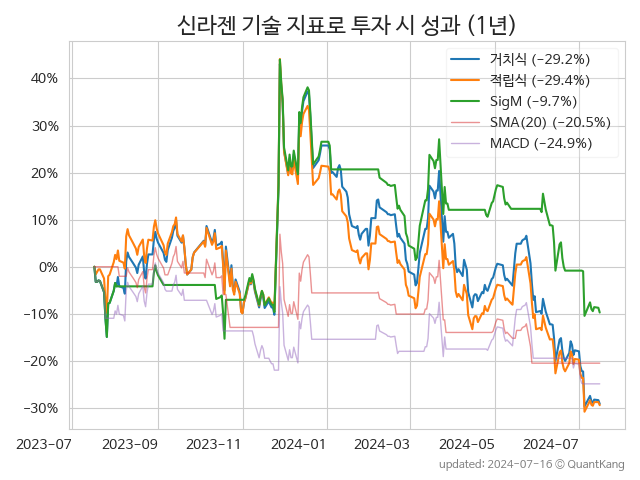 신라젠 기술 지표로 투자 시 성과 (1년)
거치식 (−29.2%)
적립식 (−29.4%)
SigM (−9.7%)
SMA(20) (−20.5%)
MACD (−24.9%)
40%
30%
20%
10%
0%
−10%
−20%
−30%
2023-07
2023-09
2023-11
2024-01
2024-03
2024-05
2024-07
updated: 2024-07-16 © QuantKang